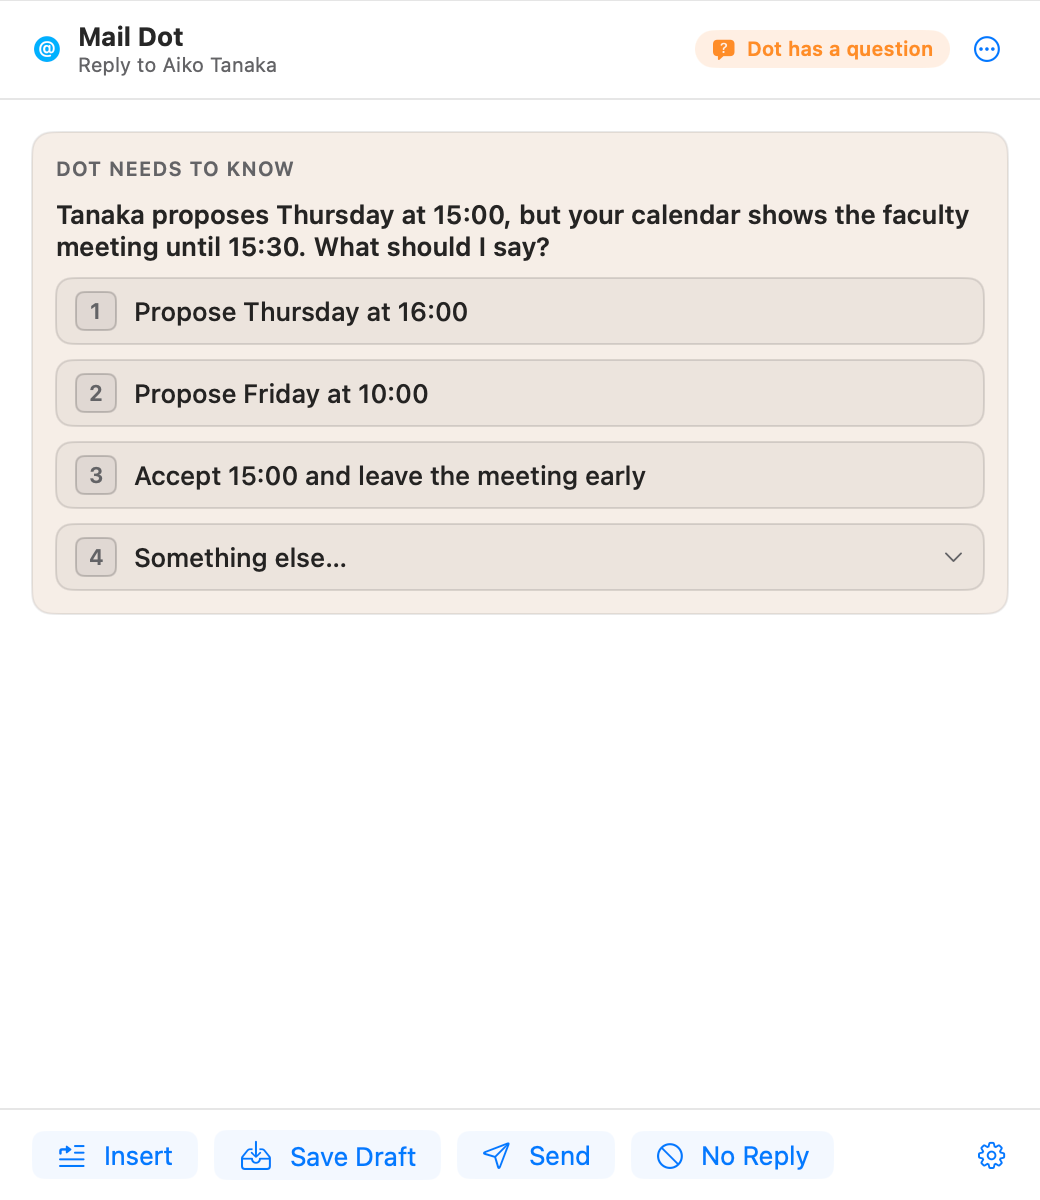 Mail Dot
Reply to Aiko Tanaka
Dot has a question
DOT NEEDS TO KNOW
Tanaka proposes Thursday at 15:00, but your calendar shows the faculty
meeting until 15:30. What should I say?
1 Propose Thursday at 16:00
2 Propose Friday at 10:00
3 Accept 15:00 and leave the meeting early
4 Something else...
Insert Save Draft Send No Reply